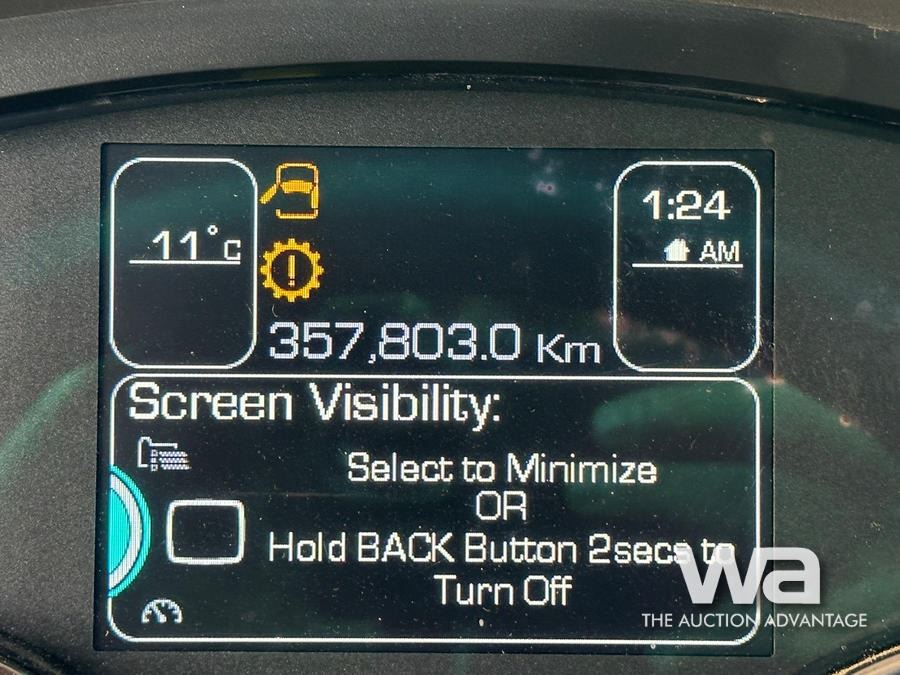 11°C
1:24
AM
357,803.0 Km
Screen Visibility:
Select to Minimize
OR
Hold BACK Button 2secs to
Turn Off
wa
THE AUCTION ADVANTAGE